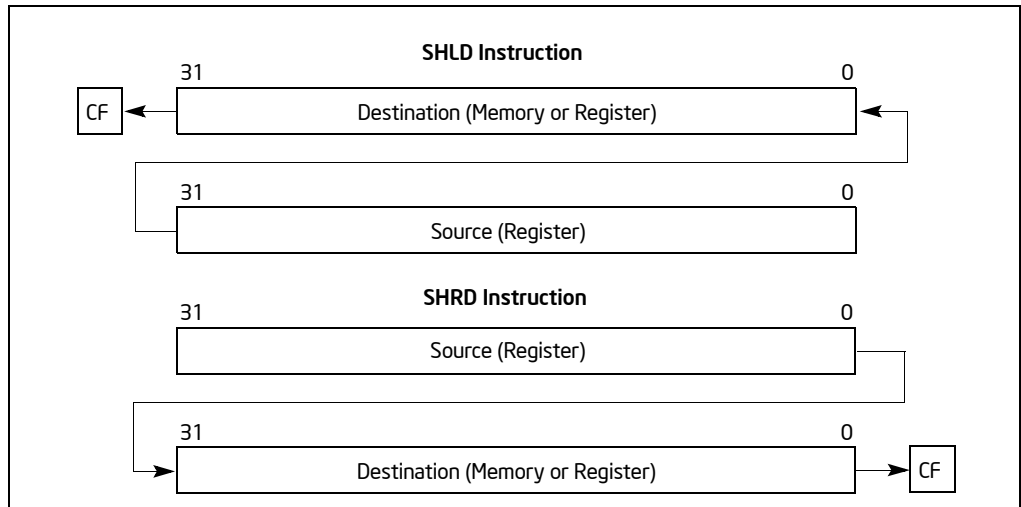 SHLD Instruction
31 0
CF Destination (Memory or Register)
31 0
Source (Register)
SHRD Instruction
31 0
Source (Register)
31 0
Destination (Memory or Register) CF